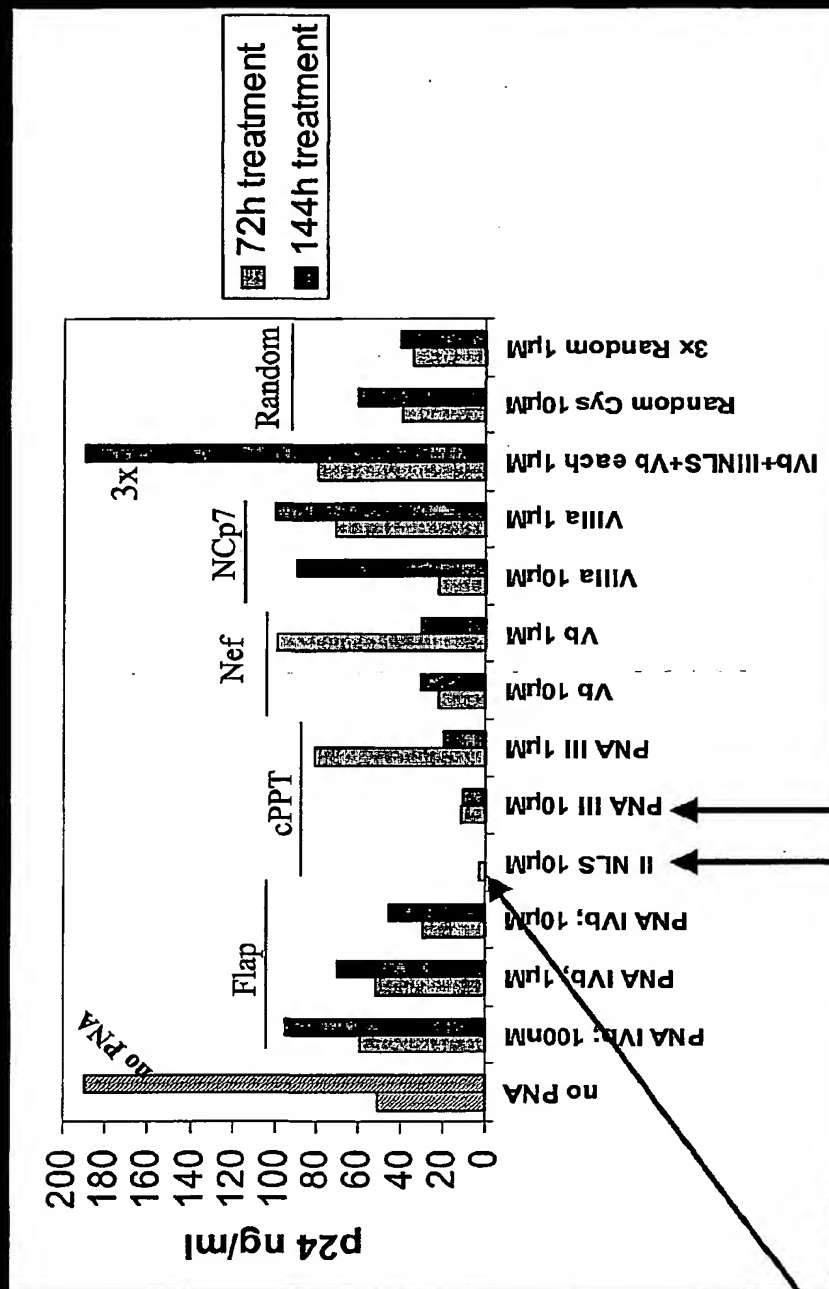 72h treatment
144h treatment
p24 ng/ml
200
180
160
140
120
100
80
60
40
20
0
no PNA
Flap
cPPT
Nef
NCp7
3x
Random
no PNA
PNA IVb; 100nM
PNA IVb; 1µM
PNA IVb; 10µM
II NLS 10µM
PNA III 10µM
PNA III 1µM
Vb 10µM
Vb 1µM
VIIIa 10µM
VIIIa 1µM
IVb+IIINLS+Vb each 1µM
Random Cys 10µM
3x Random 1µM